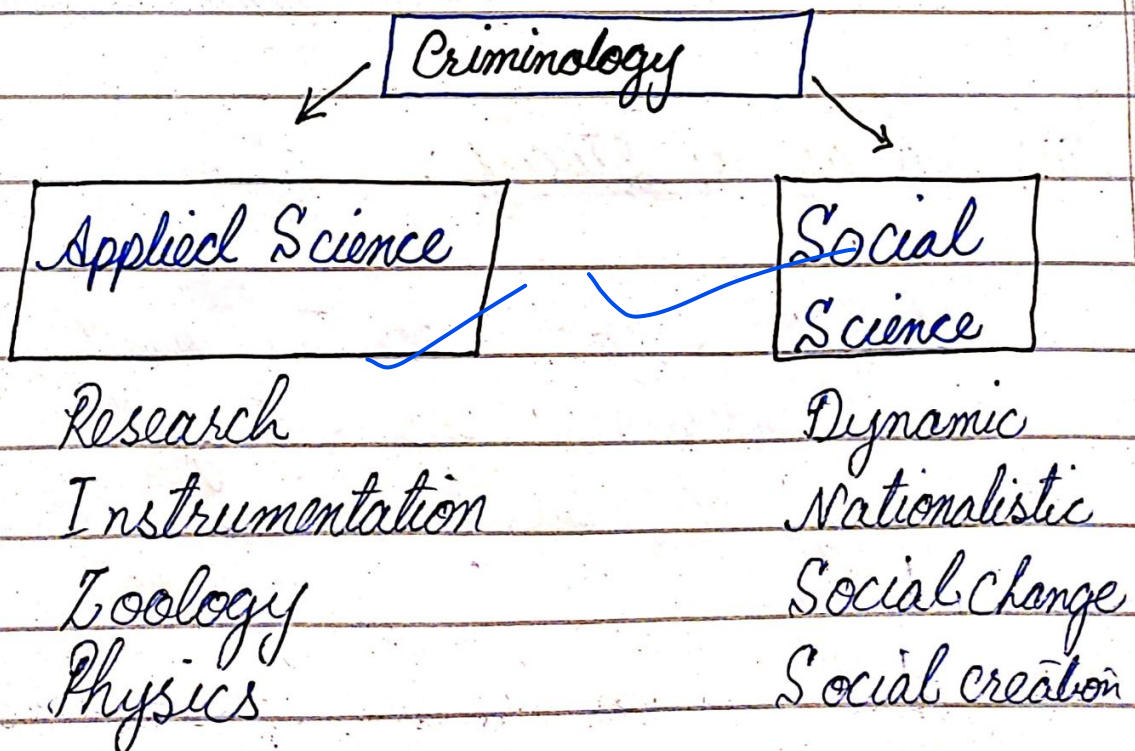 Criminology
Applied Science
Social
Science
Research
Instrumentation
Zoology
Physics
Dynamic
Nationalistic
Social Change
Social creation